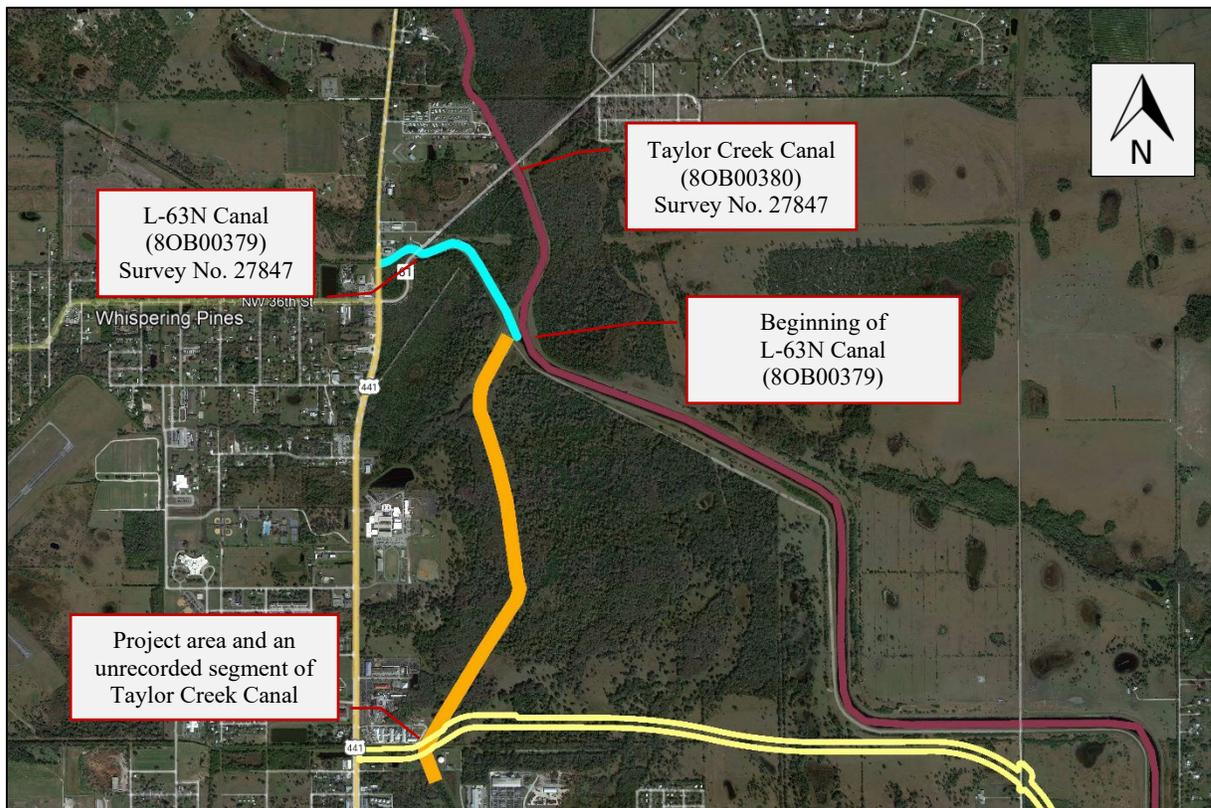 N
Taylor Creek Canal
(8OB00380)
Survey No. 27847
L-63N Canal
(8OB00379)
Survey No. 27847
61
NW 36th St
Whispering Pines
Beginning of
L-63N Canal
(8OB00379)
441
Project area and an
unrecorded segment of
Taylor Creek Canal
441